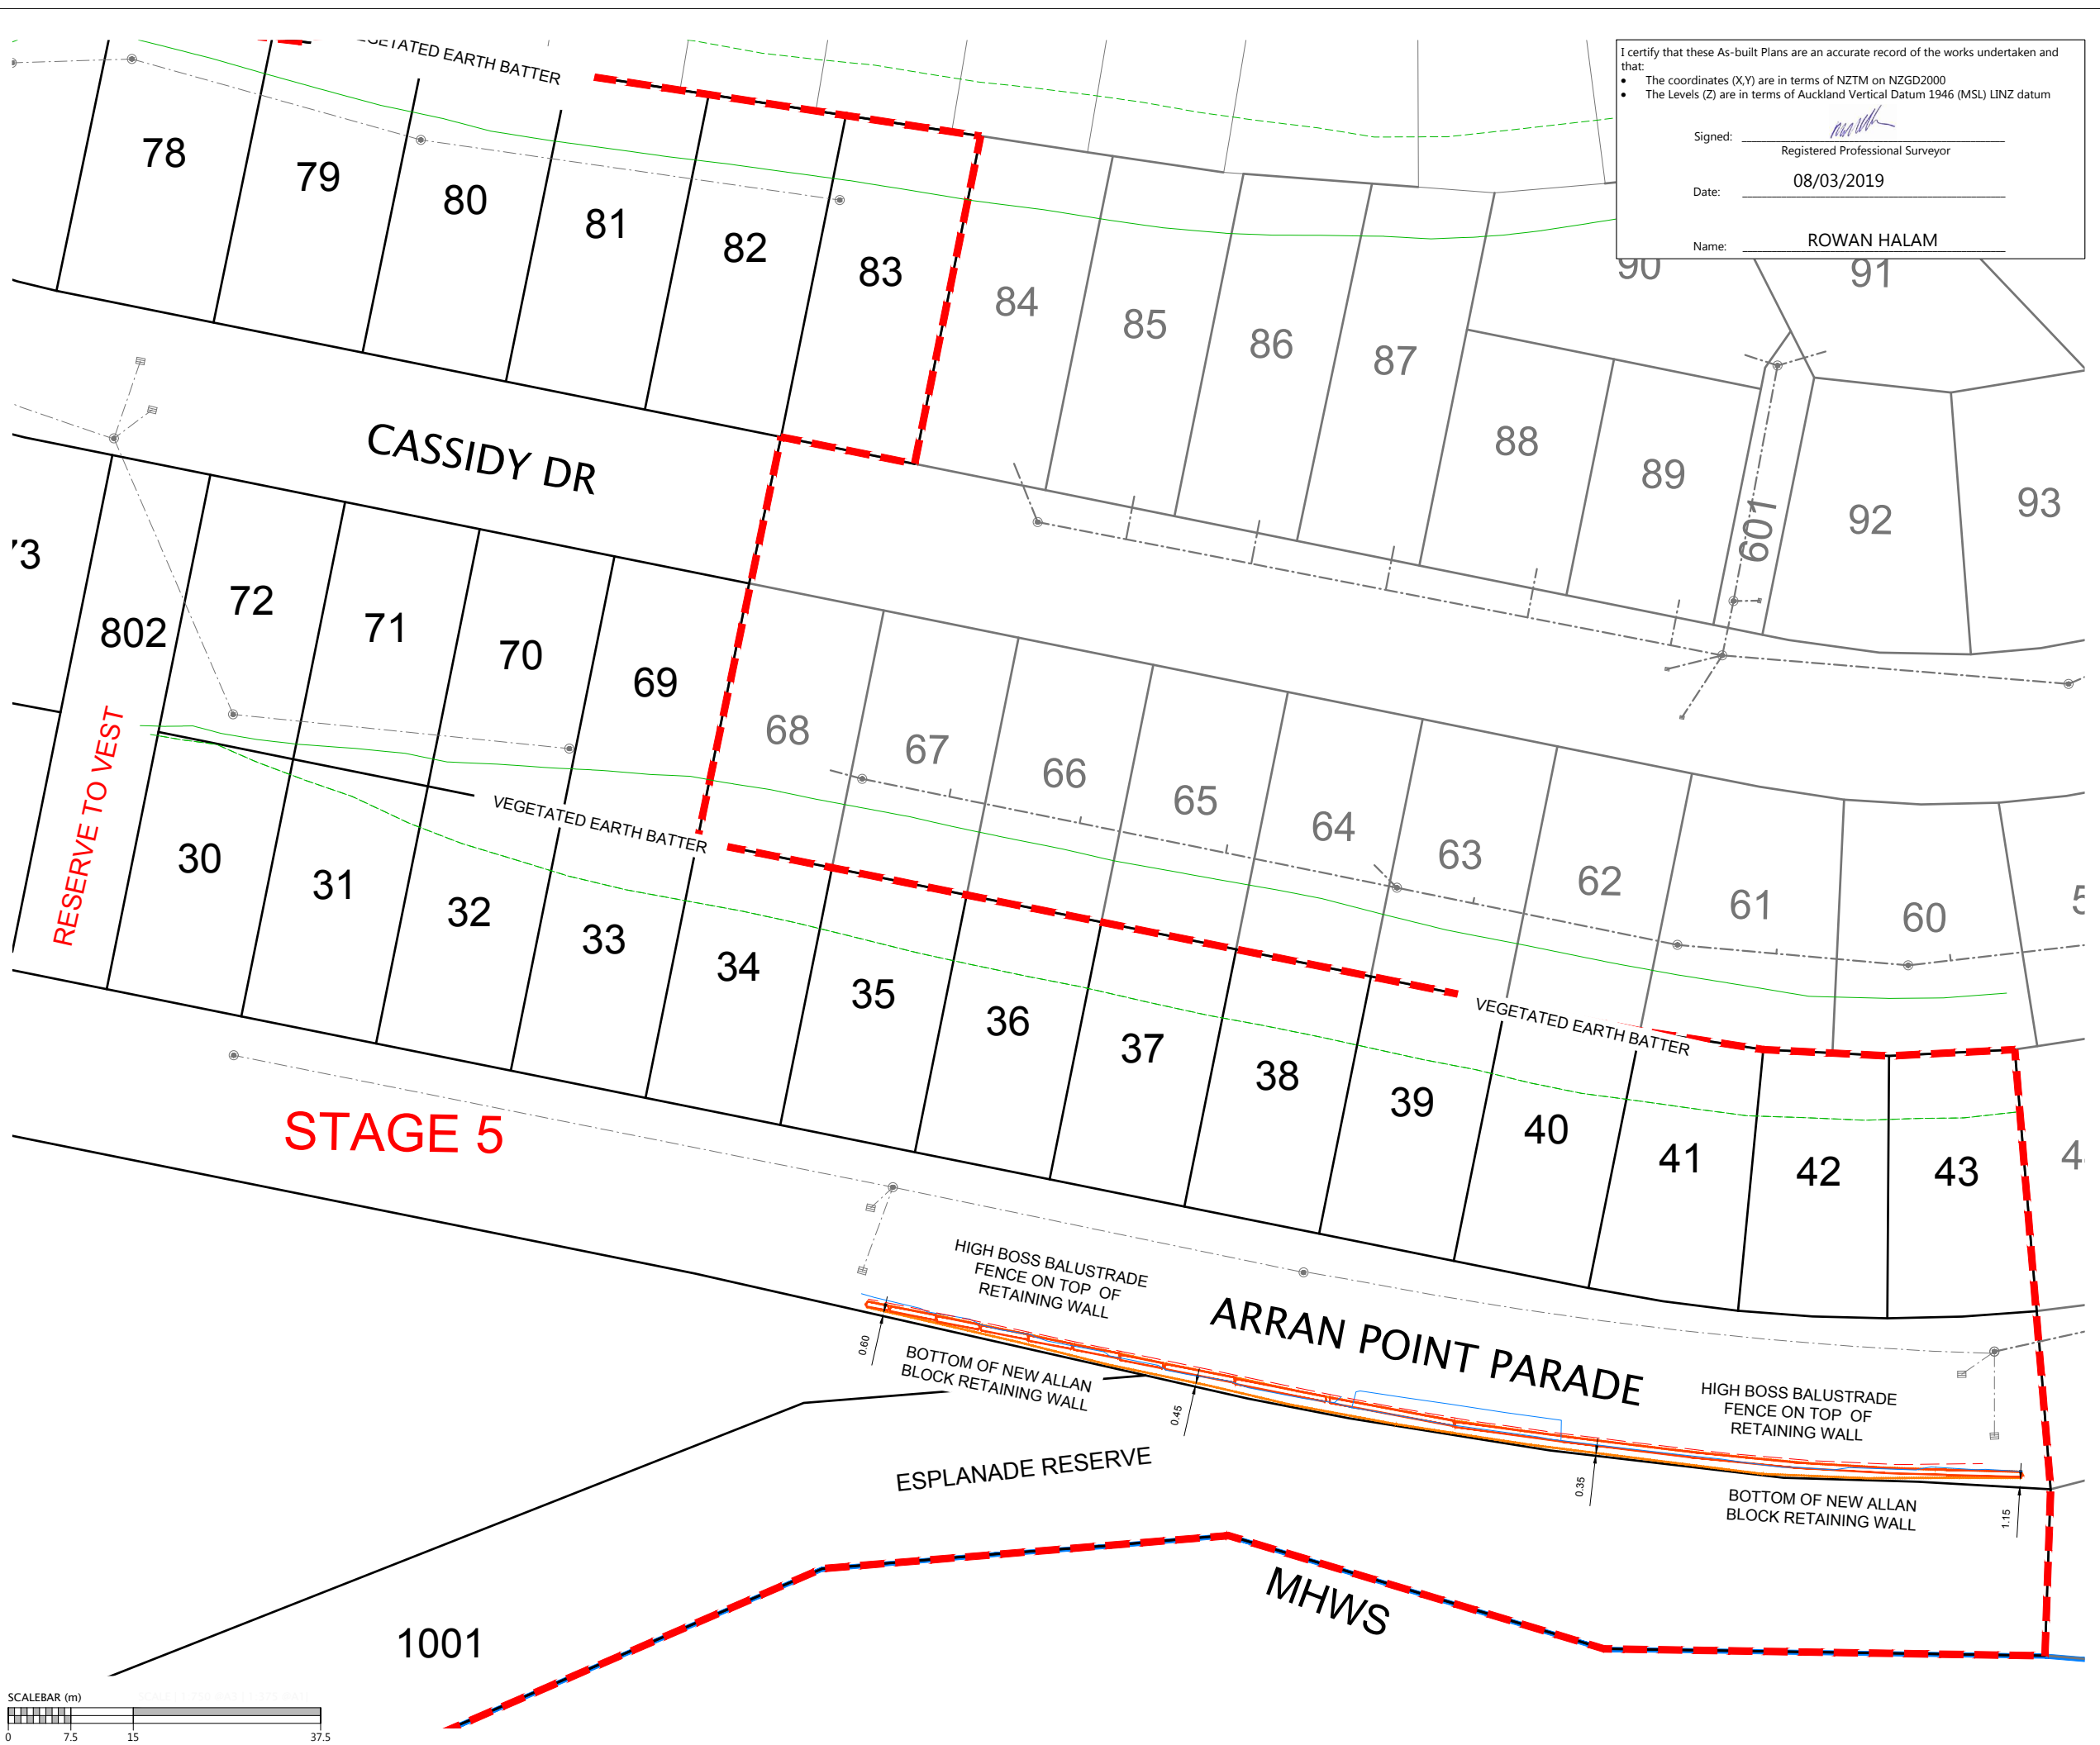 VEGETATED EARTH BATTER
I certify that these As-built Plans are an accurate record of the works undertaken and
that:
• The coordinates (X,Y) are in terms of NZTM on NZGD2000
• The Levels (Z) are in terms of Auckland Vertical Datum 1946 (MSL) LINZ datum
Signed:
Registered Professional Surveyor
Date: 08/03/2019
Name: ROWAN HALAM
78
79
80
81
82
83
84
85
86
87
88
89
90
91
92
93
601
CASSIDY DR
73
802
72
71
70
69
68
67
66
65
64
63
62
61
60
RESERVE TO VEST
VEGETATED EARTH BATTER
VEGETATED EARTH BATTER
30
31
32
33
34
35
36
37
38
39
40
41
42
43
STAGE 5
HIGH BOSS BALUSTRADE
FENCE ON TOP OF
RETAINING WALL
ARRAN POINT PARADE
HIGH BOSS BALUSTRADE
FENCE ON TOP OF
RETAINING WALL
0.60
BOTTOM OF NEW ALLAN
BLOCK RETAINING WALL
0.45
0.35
BOTTOM OF NEW ALLAN
BLOCK RETAINING WALL
1.15
ESPLANADE RESERVE
MHWS
1001
SCALEBAR (m)
0 7.5 15 37.5